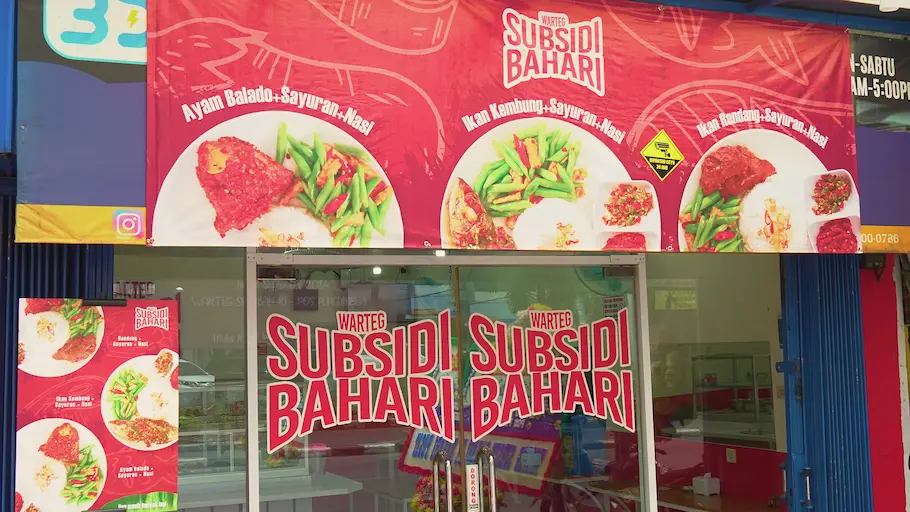 WARTEG
SUBSIDI
BAHARI
Ayam Balado+Sayuran+Nasi
Ikan Kembung+Sayuran+Nasi
Ikan Rendang+Sayuran+Nasi
-SABTU
AM-5:00P
00-0786
WARTEG
SUBSIDI
BAHARI
WARTEG
SUBSIDI
BAHARI
DORONG
WARTEG
SUBSIDI
BAHARI
Rendang +
Sayuran + Nasi
Ikan Kembung +
Sayuran + Nasi
Ayam Balado +
Sayuran + Nasi